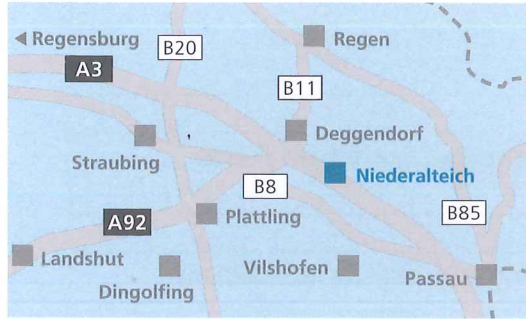 Regensburg
B20
Regen
A3
B11
Deggendorf
Straubing
Niederalteich
B8
A92
Plattling
B85
Landshut
Vilshofen
Passau
Dingolfing